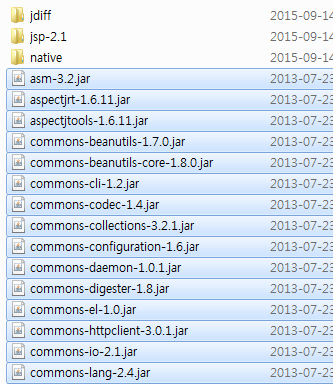 jdiff 2015-09-14
jsp-2.1 2015-09-14
native 2015-09-14
asm-3.2.jar 2013-07-23
aspectjrt-1.6.11.jar 2013-07-23
aspectjtools-1.6.11.jar 2013-07-23
commons-beanutils-1.7.0.jar 2013-07-23
commons-beanutils-core-1.8.0.jar 2013-07-23
commons-cli-1.2.jar 2013-07-23
commons-codec-1.4.jar 2013-07-23
commons-collections-3.2.1.jar 2013-07-23
commons-configuration-1.6.jar 2013-07-23
commons-daemon-1.0.1.jar 2013-07-23
commons-digester-1.8.jar 2013-07-23
commons-el-1.0.jar 2013-07-23
commons-httpclient-3.0.1.jar 2013-07-23
commons-io-2.1.jar 2013-07-23
commons-lang-2.4.jar 2013-07-23